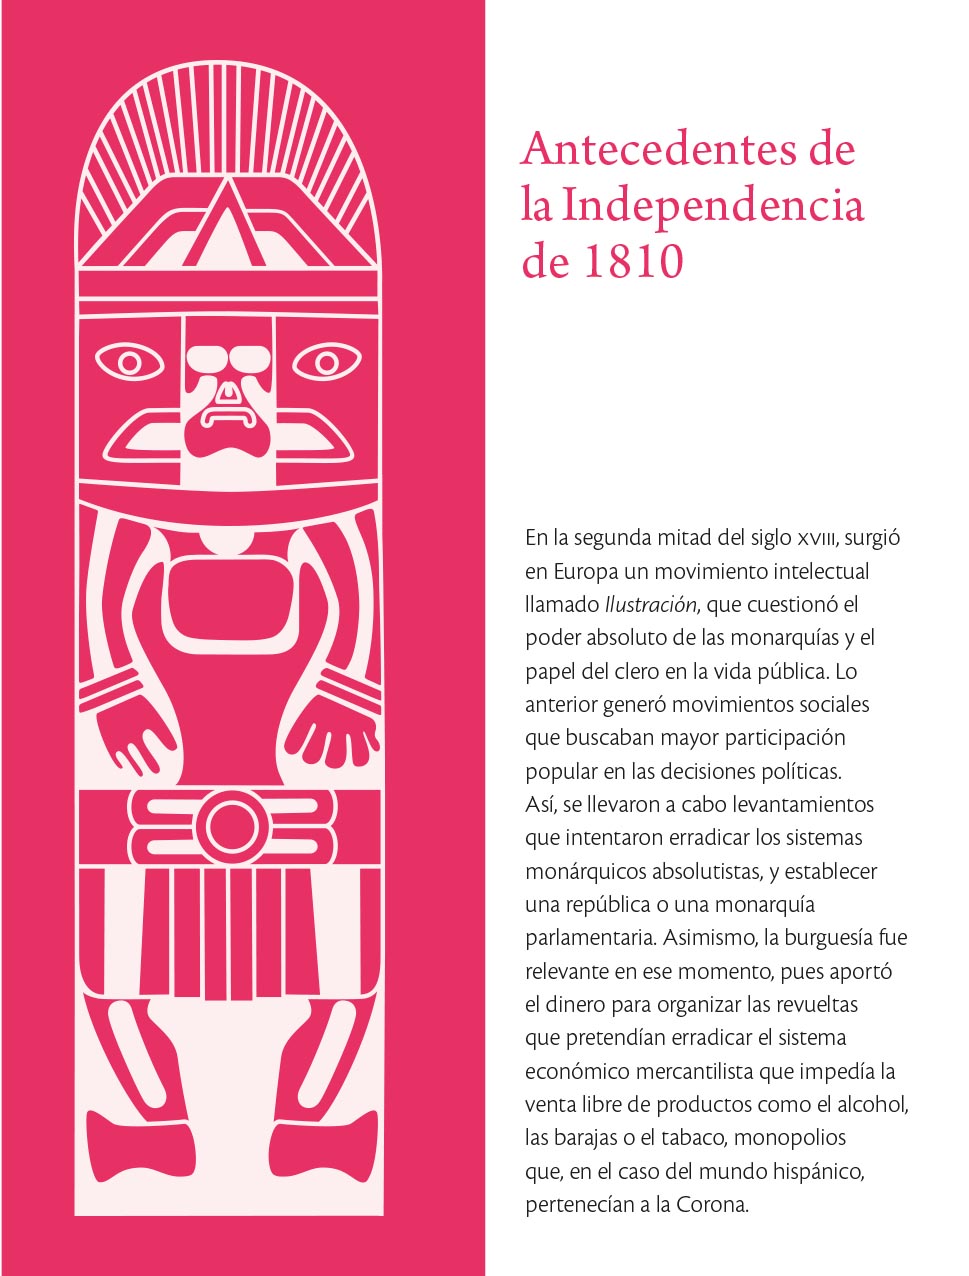 Antecedentes de
la Independencia
de 1810
En la segunda mitad del siglo XVIII, surgió
en Europa un movimiento intelectual
llamado Ilustración, que cuestionó el
poder absoluto de las monarquías y el
papel del clero en la vida pública. Lo
anterior generó movimientos sociales
que buscaban mayor participación
popular en las decisiones políticas.
Así, se llevaron a cabo levantamientos
que intentaron erradicar los sistemas
monárquicos absolutistas, y establecer
una república o una monarquía
parlamentaria. Asimismo, la burguesía fue
relevante en ese momento, pues aportó
el dinero para organizar las revueltas
que pretendían erradicar el sistema
económico mercantilista que impedía la
venta libre de productos como el alcohol,
las barajas o el tabaco, monopolios
que, en el caso del mundo hispánico,
pertenecían a la Corona.